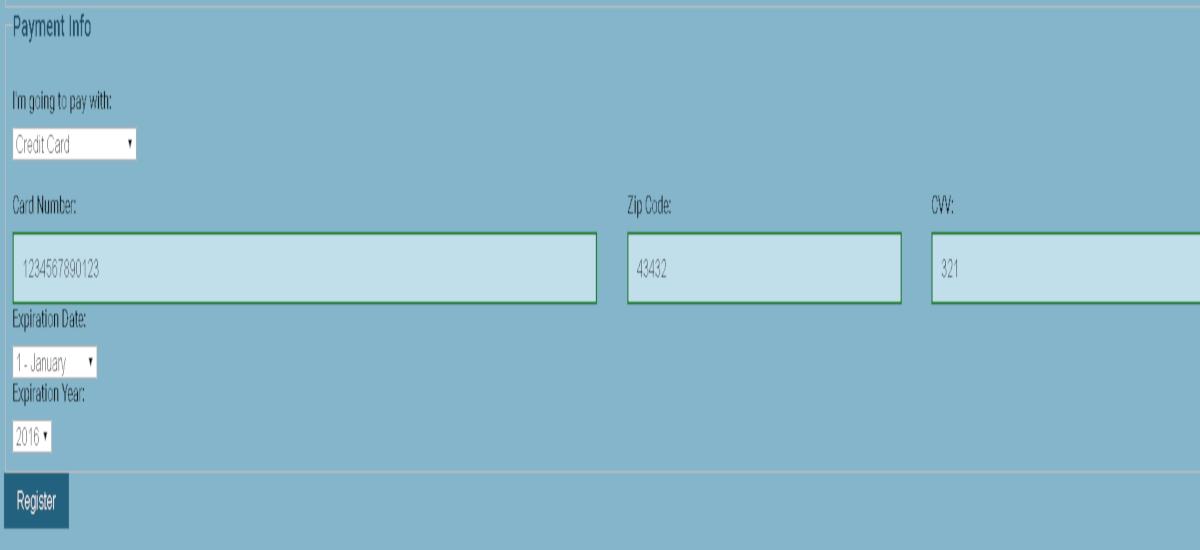 Payment Info
I'm going to pay with:
Credit Card
Card Number: Zip Code: CVV:
1234567890123 43432 321
Expiration Date:
1 - January
Expiration Year:
2016
Register